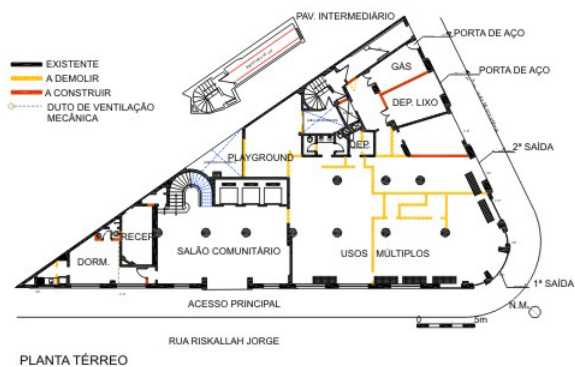 PAV. INTERMEDIÁRIO
PORTA DE AÇO
GÁS
EXISTENTE
A DEMOLIR
A CONSTRUIR
DUTO DE VENTILAÇÃO
MECÂNICA
PORTA DE AÇO
DEP. LIXO
DEP.
2ª SAÍDA
PLAYGROUND
RECEP.
SALÃO COMUNITÁRIO
USOS MÚLTIPLOS
DORM.
1ª SAÍDA
ACESSO PRINCIPAL
N.M.
0 5m
RUA RISKALLAH JORGE
PLANTA TÉRREO